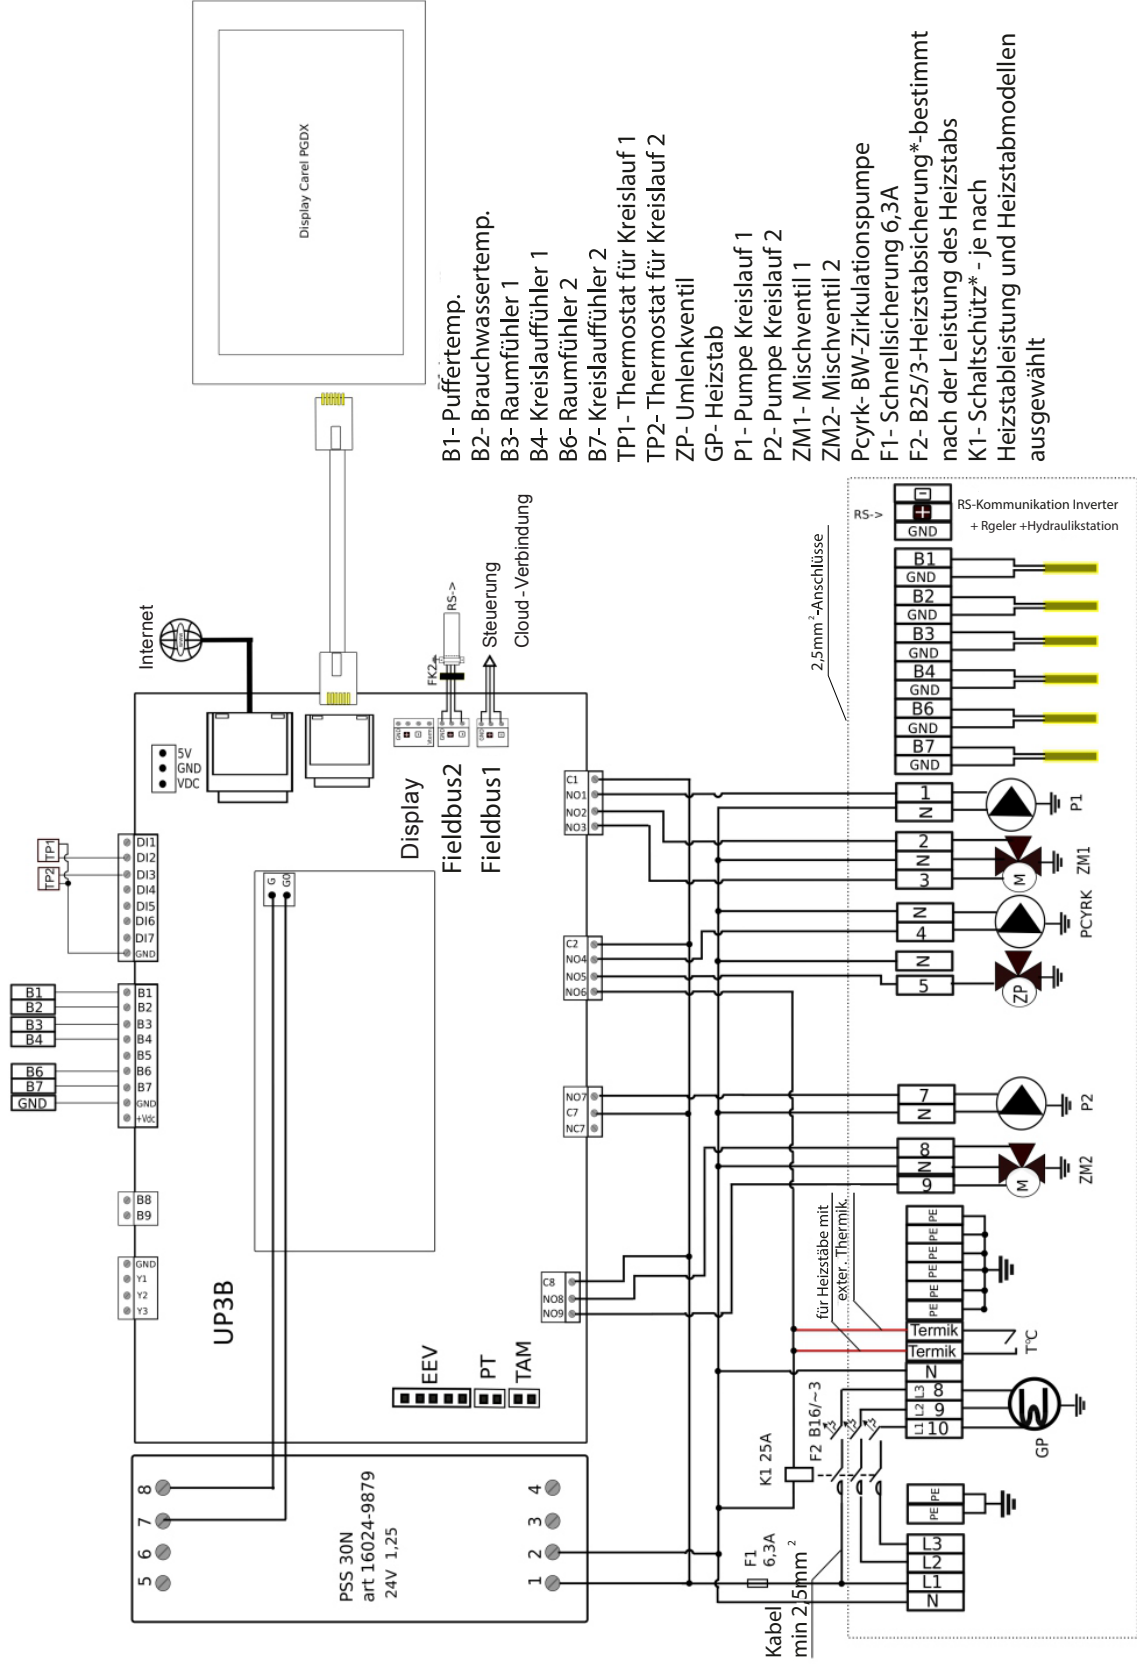 Display Carel PGDX
B1- Puffertemp.
B2- Brauchwassertemp.
B3- Raumfühler 1
B4- Kreislauffühler 1
B6- Raumfühler 2
B7- Kreislauffühler 2
TP1- Thermostat für Kreislauf 1
TP2- Thermostat für Kreislauf 2
ZP- Umlenkventil
GP- Heizstab
P1- Pumpe Kreislauf 1
P2- Pumpe Kreislauf 2
ZM1- Mischventil 1
ZM2- Mischventil 2
Pcyrk- BW-Zirkulationspumpe
F1- Schnellsicherung 6,3A
F2- B25/3-Heizstabsicherung*-bestimmt
nach der Leistung des Heizstabs
K1- Schaltschütz* - je nach
Heizstableistung und Heizstabmodellen
ausgewählt
Internet
5V
GND
VDC
Display
GND
Fieldbus2
GND
FK2
RS->
Fieldbus1
GND
Steuerung
Cloud-Verbindung
TP1
TP2
DI1
DI2
DI3
DI4
DI5
DI6
DI7
GND
B1
B2
B3
B4
B6
B7
GND
B1
B2
B3
B4
B5
B6
B7
GND
+Vdc
B8
B9
GND
Y1
Y2
Y3
G
G0
UP3B
EEV
PT
TAM
C1
NO1
NO2
NO3
C2
NO4
NO5
NO6
NO7
C7
NC7
C8
NO8
NO9
5
6
7
8
PSS 30N
art 16024-9879
24V 1,25
1
2
3
4
2,5mm²-Anschlüsse
RS->
GND
RS-Kommunikation Inverter
+ Rgeler +Hydraulikstation
B1
GND
B2
GND
B3
GND
B4
GND
B6
GND
B7
GND
1
N
P1
2
N
3
M
ZM1
N
4
PCYRK
N
5
ZP
7
N
P2
8
N
9
M
ZM2
PE
PE
PE
PE
PE
PE
für Heizstäbe mit
exter. Thermik.
Termik
Termik
T°C
N
L3 8
L2 9
L1 10
GP
K1 25A
F2 B16/~3
PE
PE
F1
6,3A
L3
L2
L1
N
Kabel
min 2,5mm²